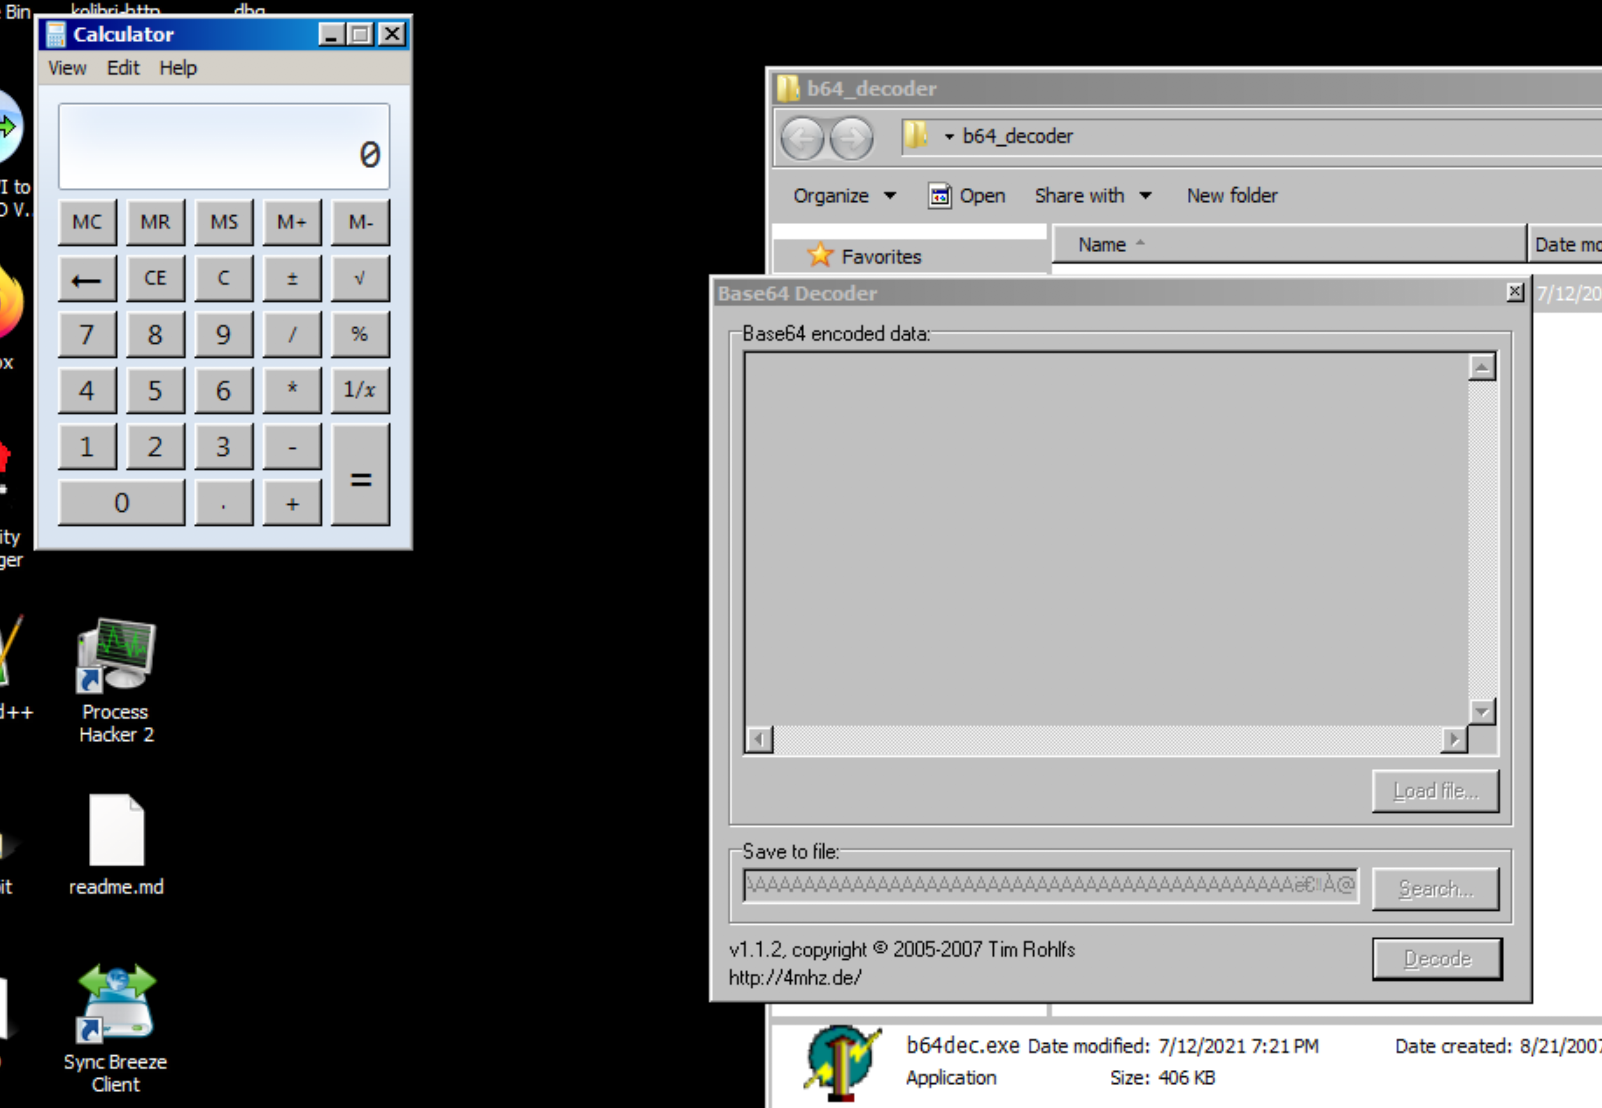 Bin
kolibri-http
dbg
Calculator
View Edit Help
0
MC MR MS M+ M-
← CE C ± √
7 8 9 / %
4 5 6 * 1/x
1 2 3 - =
0 . +
I to
D V..
ox
ity
ger
d++
Process
Hacker 2
it
readme.md
Sync Breeze
Client
b64_decoder
b64_decoder
Organize Open Share with New folder
Favorites
Name
Date mo
7/12/20
Base64 Decoder
Base64 encoded data:
Load file...
Save to file:
Search...
v1.1.2, copyright © 2005-2007 Tim Rohlfs
http://4mhz.de/
Decode
b64dec.exe Date modified: 7/12/2021 7:21 PM Date created: 8/21/2007
Application Size: 406 KB